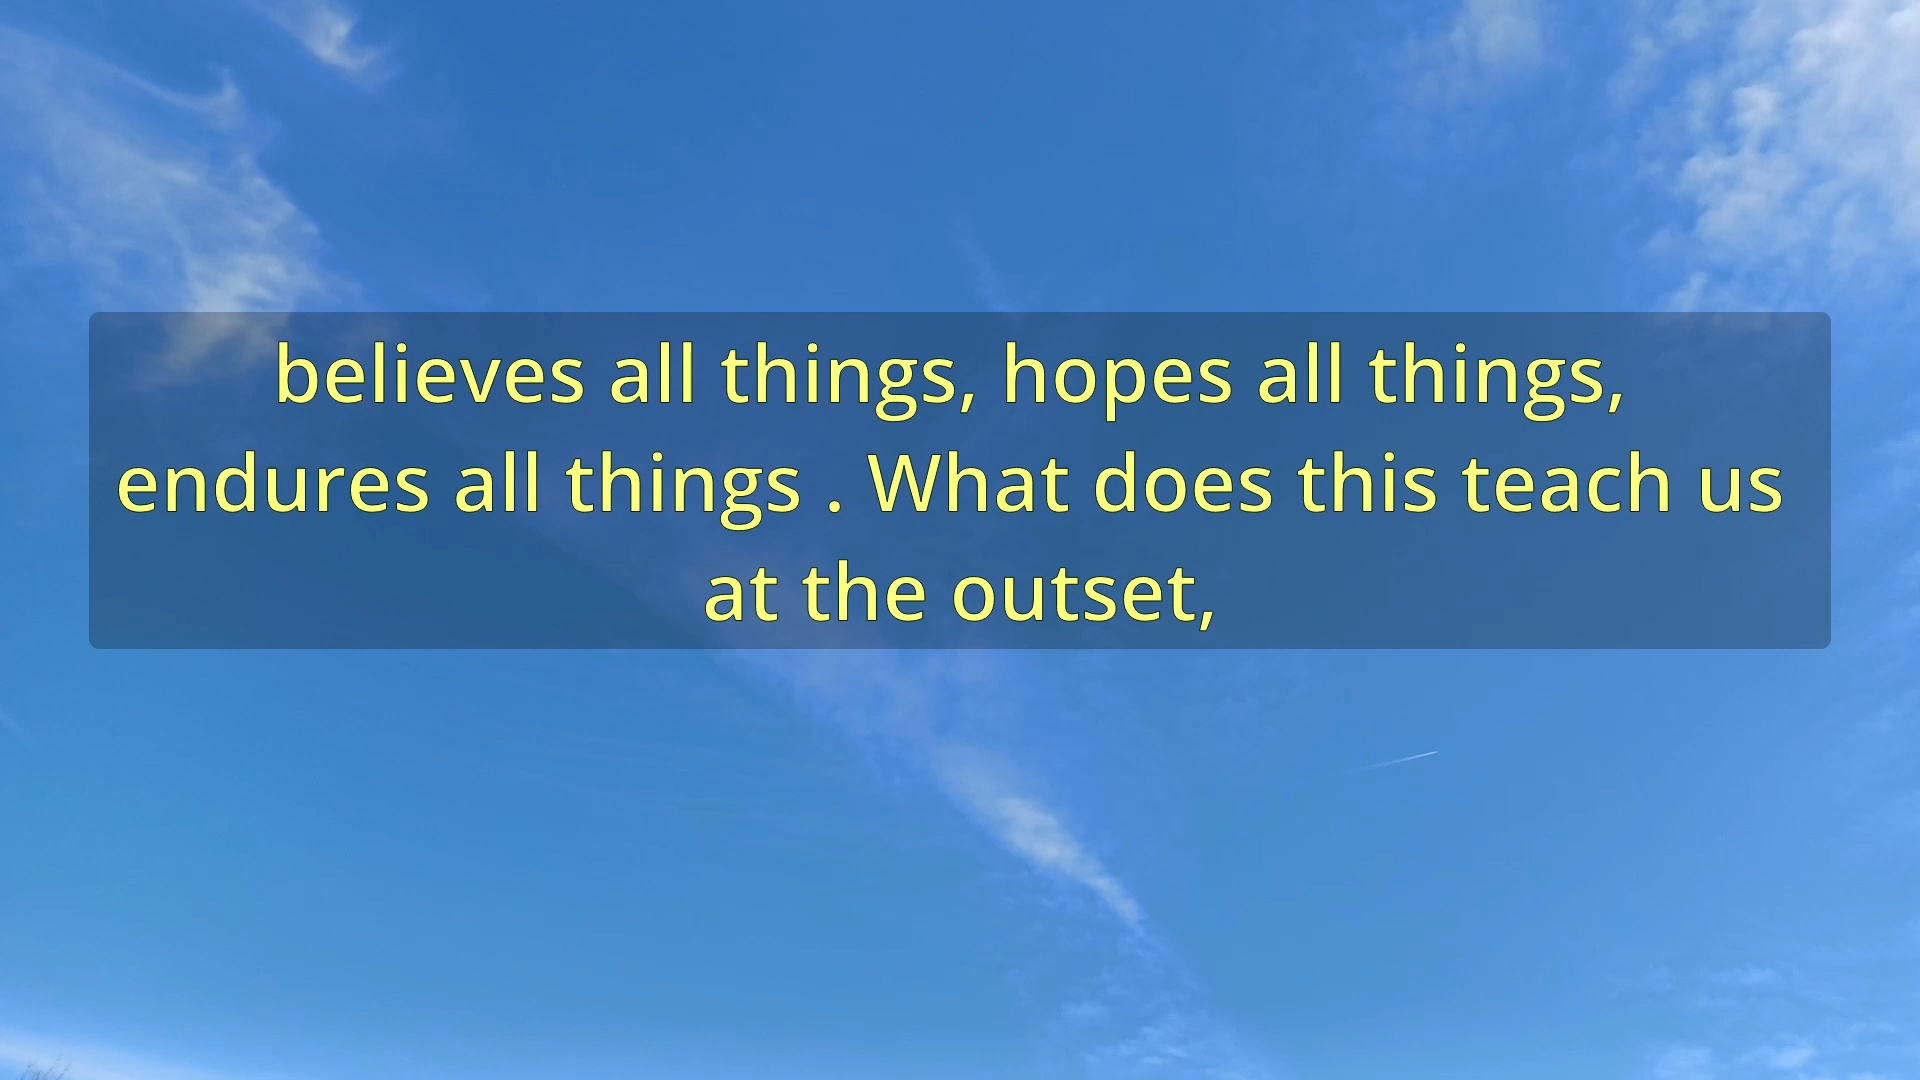 believes all things, hopes all things,
endures all things . What does this teach us
at the outset,